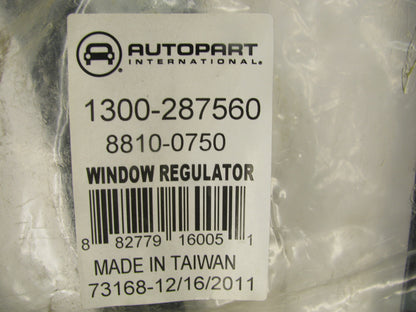 AUTOPART
INTERNATIONAL®
1300-287560
8810-0750
WINDOW REGULATOR
8 82779 16005 1
MADE IN TAIWAN
73168-12/16/2011